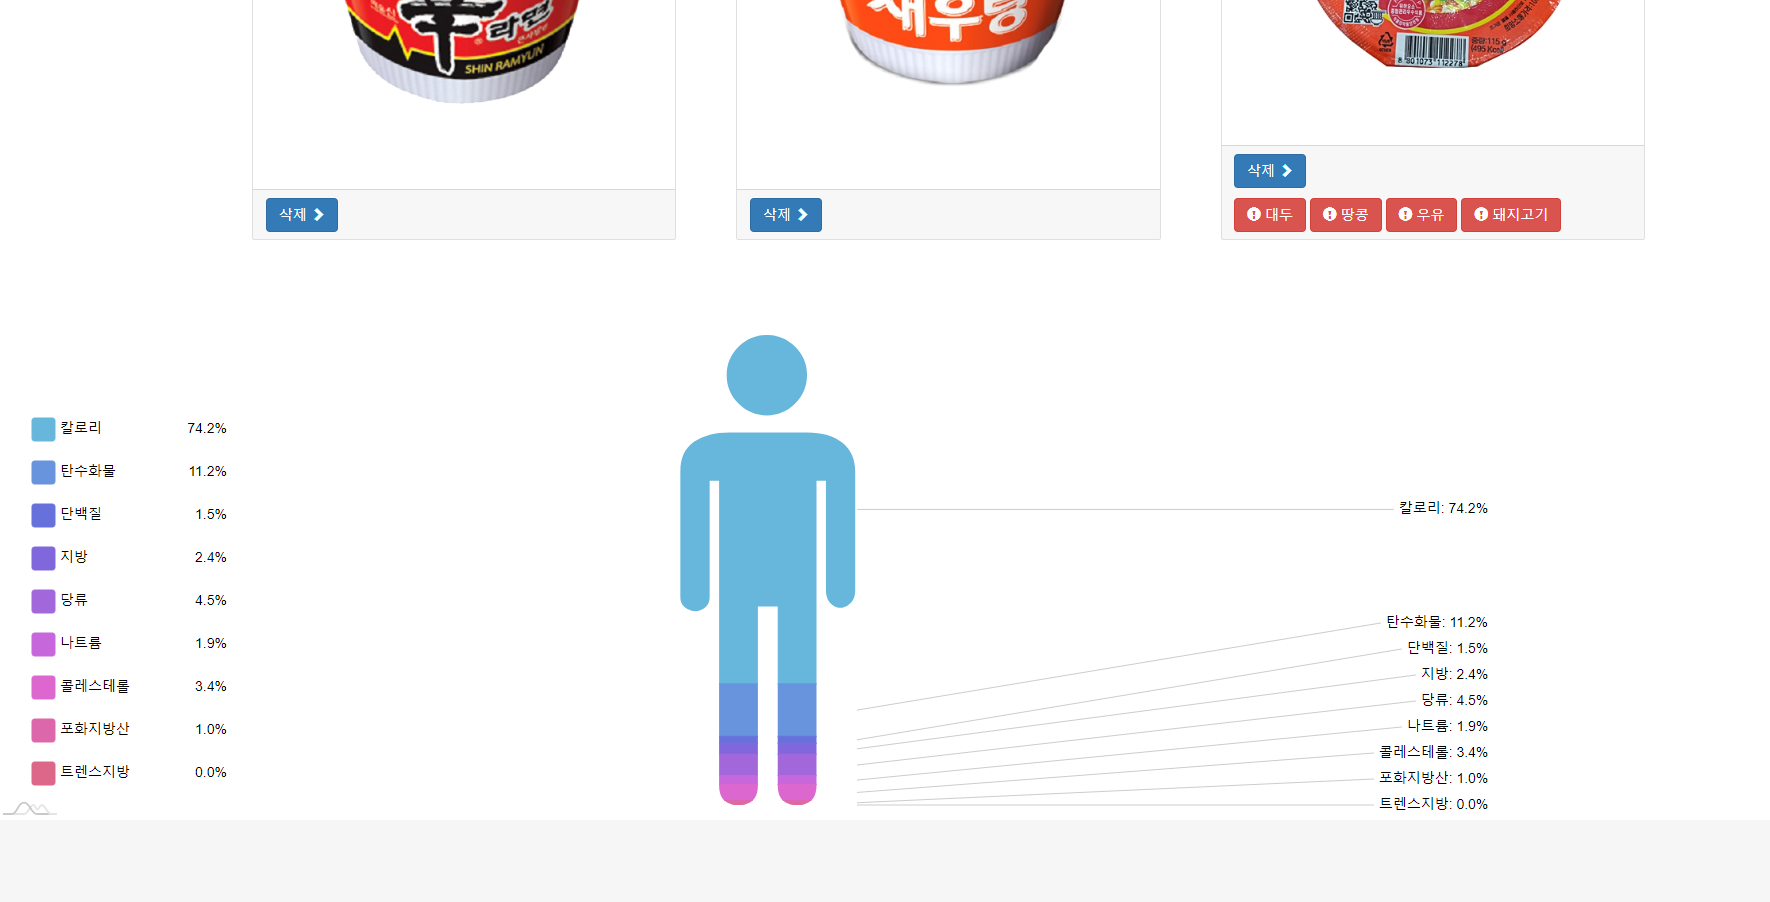 辛
라면
SHIN RAMYUN
새우탕
중량:115 g
(495 kcal)
8 801073 112278
삭제
삭제
삭제
대두 땅콩 우유 돼지고기
칼로리 74.2%
탄수화물 11.2%
단백질 1.5%
지방 2.4%
당류 4.5%
나트륨 1.9%
콜레스테롤 3.4%
포화지방산 1.0%
트렌스지방 0.0%
칼로리: 74.2%
탄수화물: 11.2%
단백질: 1.5%
지방: 2.4%
당류: 4.5%
나트륨: 1.9%
콜레스테롤: 3.4%
포화지방산: 1.0%
트렌스지방: 0.0%